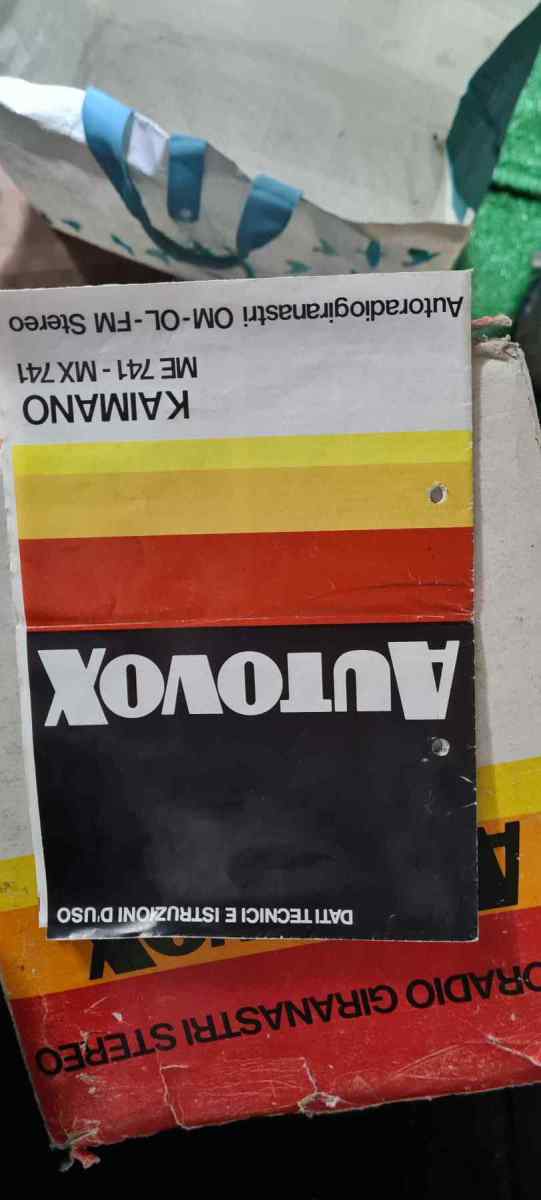 ORADIO GIRANASTRI STEREO
DATI TECNICI E ISTRUZIONI D'USO
AUTOVOX
KAIMANO
ME 741 - MX 741
Autoradiogiranastri OM-OL-FM Stereo